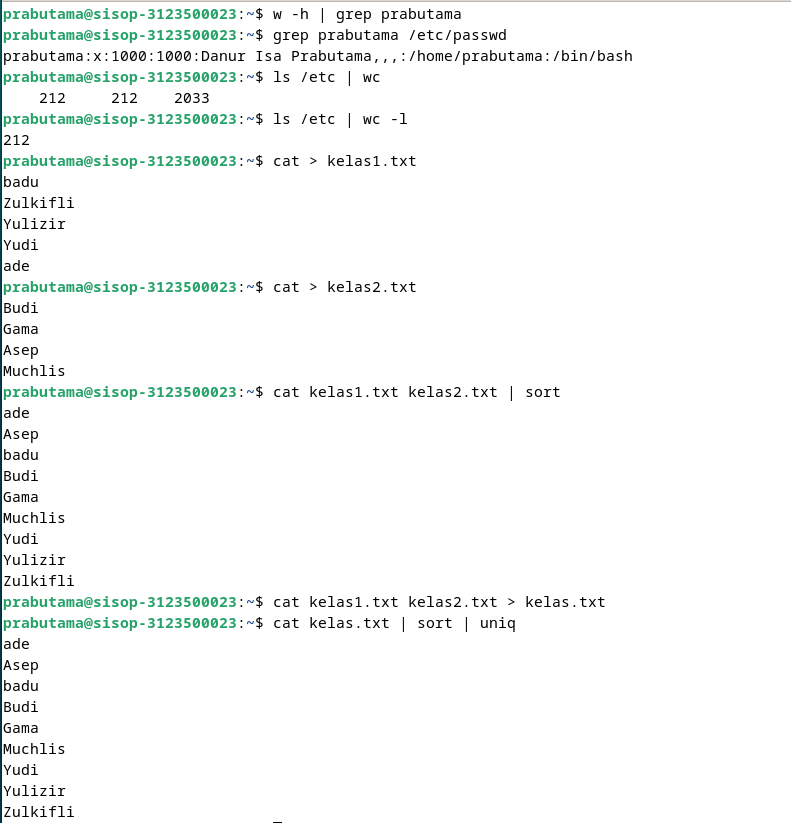 prabutama@sisop-3123500023:~$ w -h | grep prabutama
prabutama@sisop-3123500023:~$ grep prabutama /etc/passwd
prabutama:x:1000:1000:Danur Isa Prabutama,,,:/home/prabutama:/bin/bash
prabutama@sisop-3123500023:~$ ls /etc | wc
    212     212    2033
prabutama@sisop-3123500023:~$ ls /etc | wc -l
212
prabutama@sisop-3123500023:~$ cat > kelas1.txt
badu
Zulkifli
Yulizir
Yudi
ade
prabutama@sisop-3123500023:~$ cat > kelas2.txt
Budi
Gama
Asep
Muchlis
prabutama@sisop-3123500023:~$ cat kelas1.txt kelas2.txt | sort
ade
Asep
badu
Budi
Gama
Muchlis
Yudi
Yulizir
Zulkifli
prabutama@sisop-3123500023:~$ cat kelas1.txt kelas2.txt > kelas.txt
prabutama@sisop-3123500023:~$ cat kelas.txt | sort | uniq
ade
Asep
badu
Budi
Gama
Muchlis
Yudi
Yulizir
Zulkifli